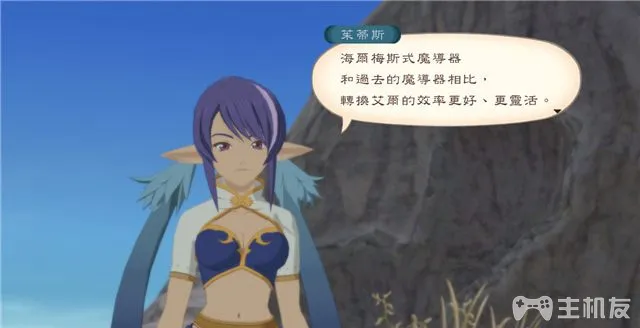 茱蒂斯
海爾梅斯式魔導器
和過去的魔導器相比，
轉換艾爾的效率更好、更靈活。
主机友